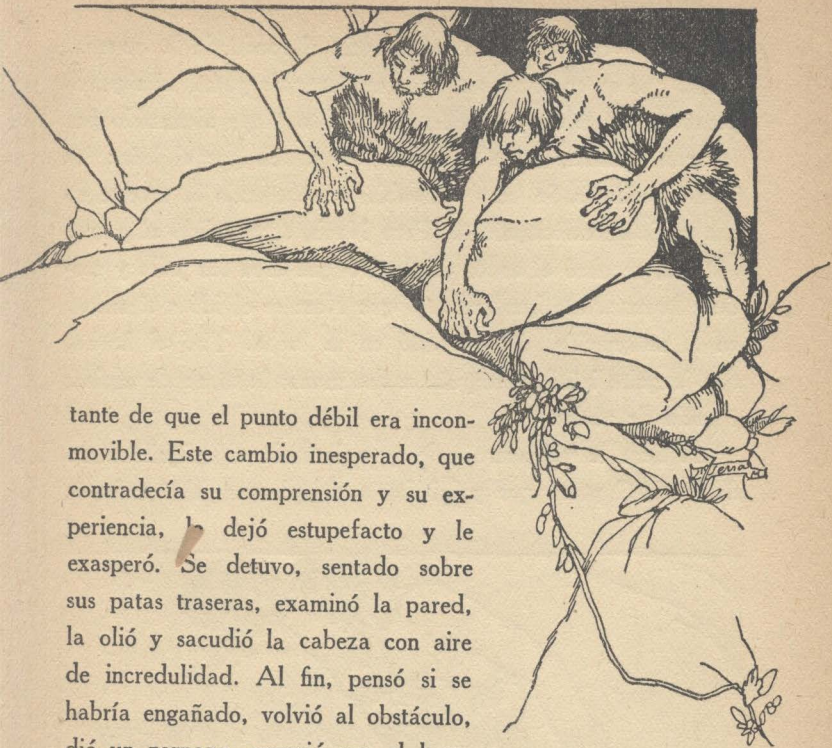 tante de que el punto débil era incon-
movible. Este cambio inesperado, que
contradecía su comprensión y su ex-
periencia, dejó estupefacto y le
exasperó. Se detuvo, sentado sobre
sus patas traseras, examinó la pared,
la olió y sacudió la cabeza con aire
de incredulidad. Al fin, pensó si se
habría engañado, volvió al obstáculo,